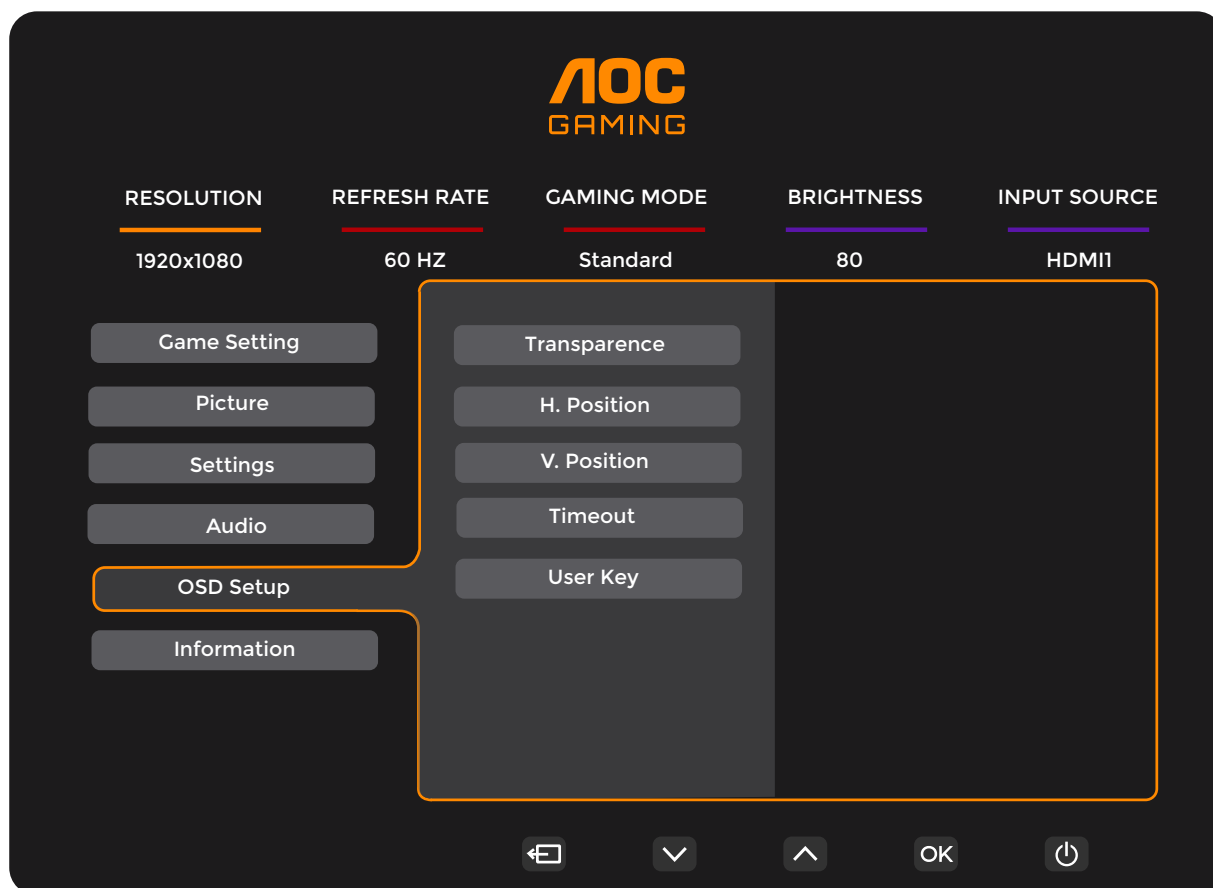 AOC
GAMING
RESOLUTION REFRESH RATE GAMING MODE BRIGHTNESS INPUT SOURCE
1920x1080 60 HZ Standard 80 HDMI1
Game Setting
Picture
Settings
Audio
OSD Setup
Information
Transparence
H. Position
V. Position
Timeout
User Key
OK